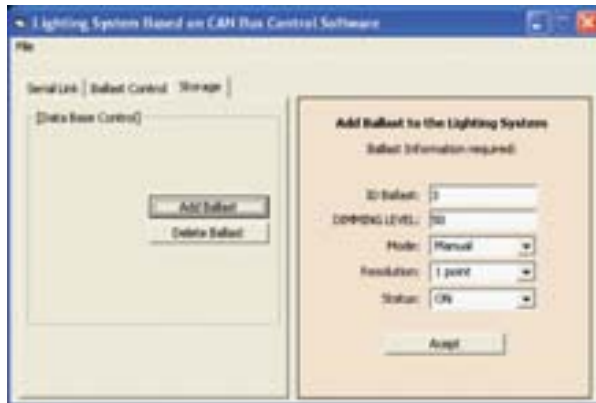 Lighting System Based on CAN Bus Control Software
File
Serial Link Ballast Control Storage
[Data Base Control]
Add Ballast
Delete Ballast
Add Ballast to the Lighting System
Ballast Information required:
ID Ballast: 3
DIMMING LEVEL: 50
Mode: Manual
Resolution: 1 point
Status: ON
Acept